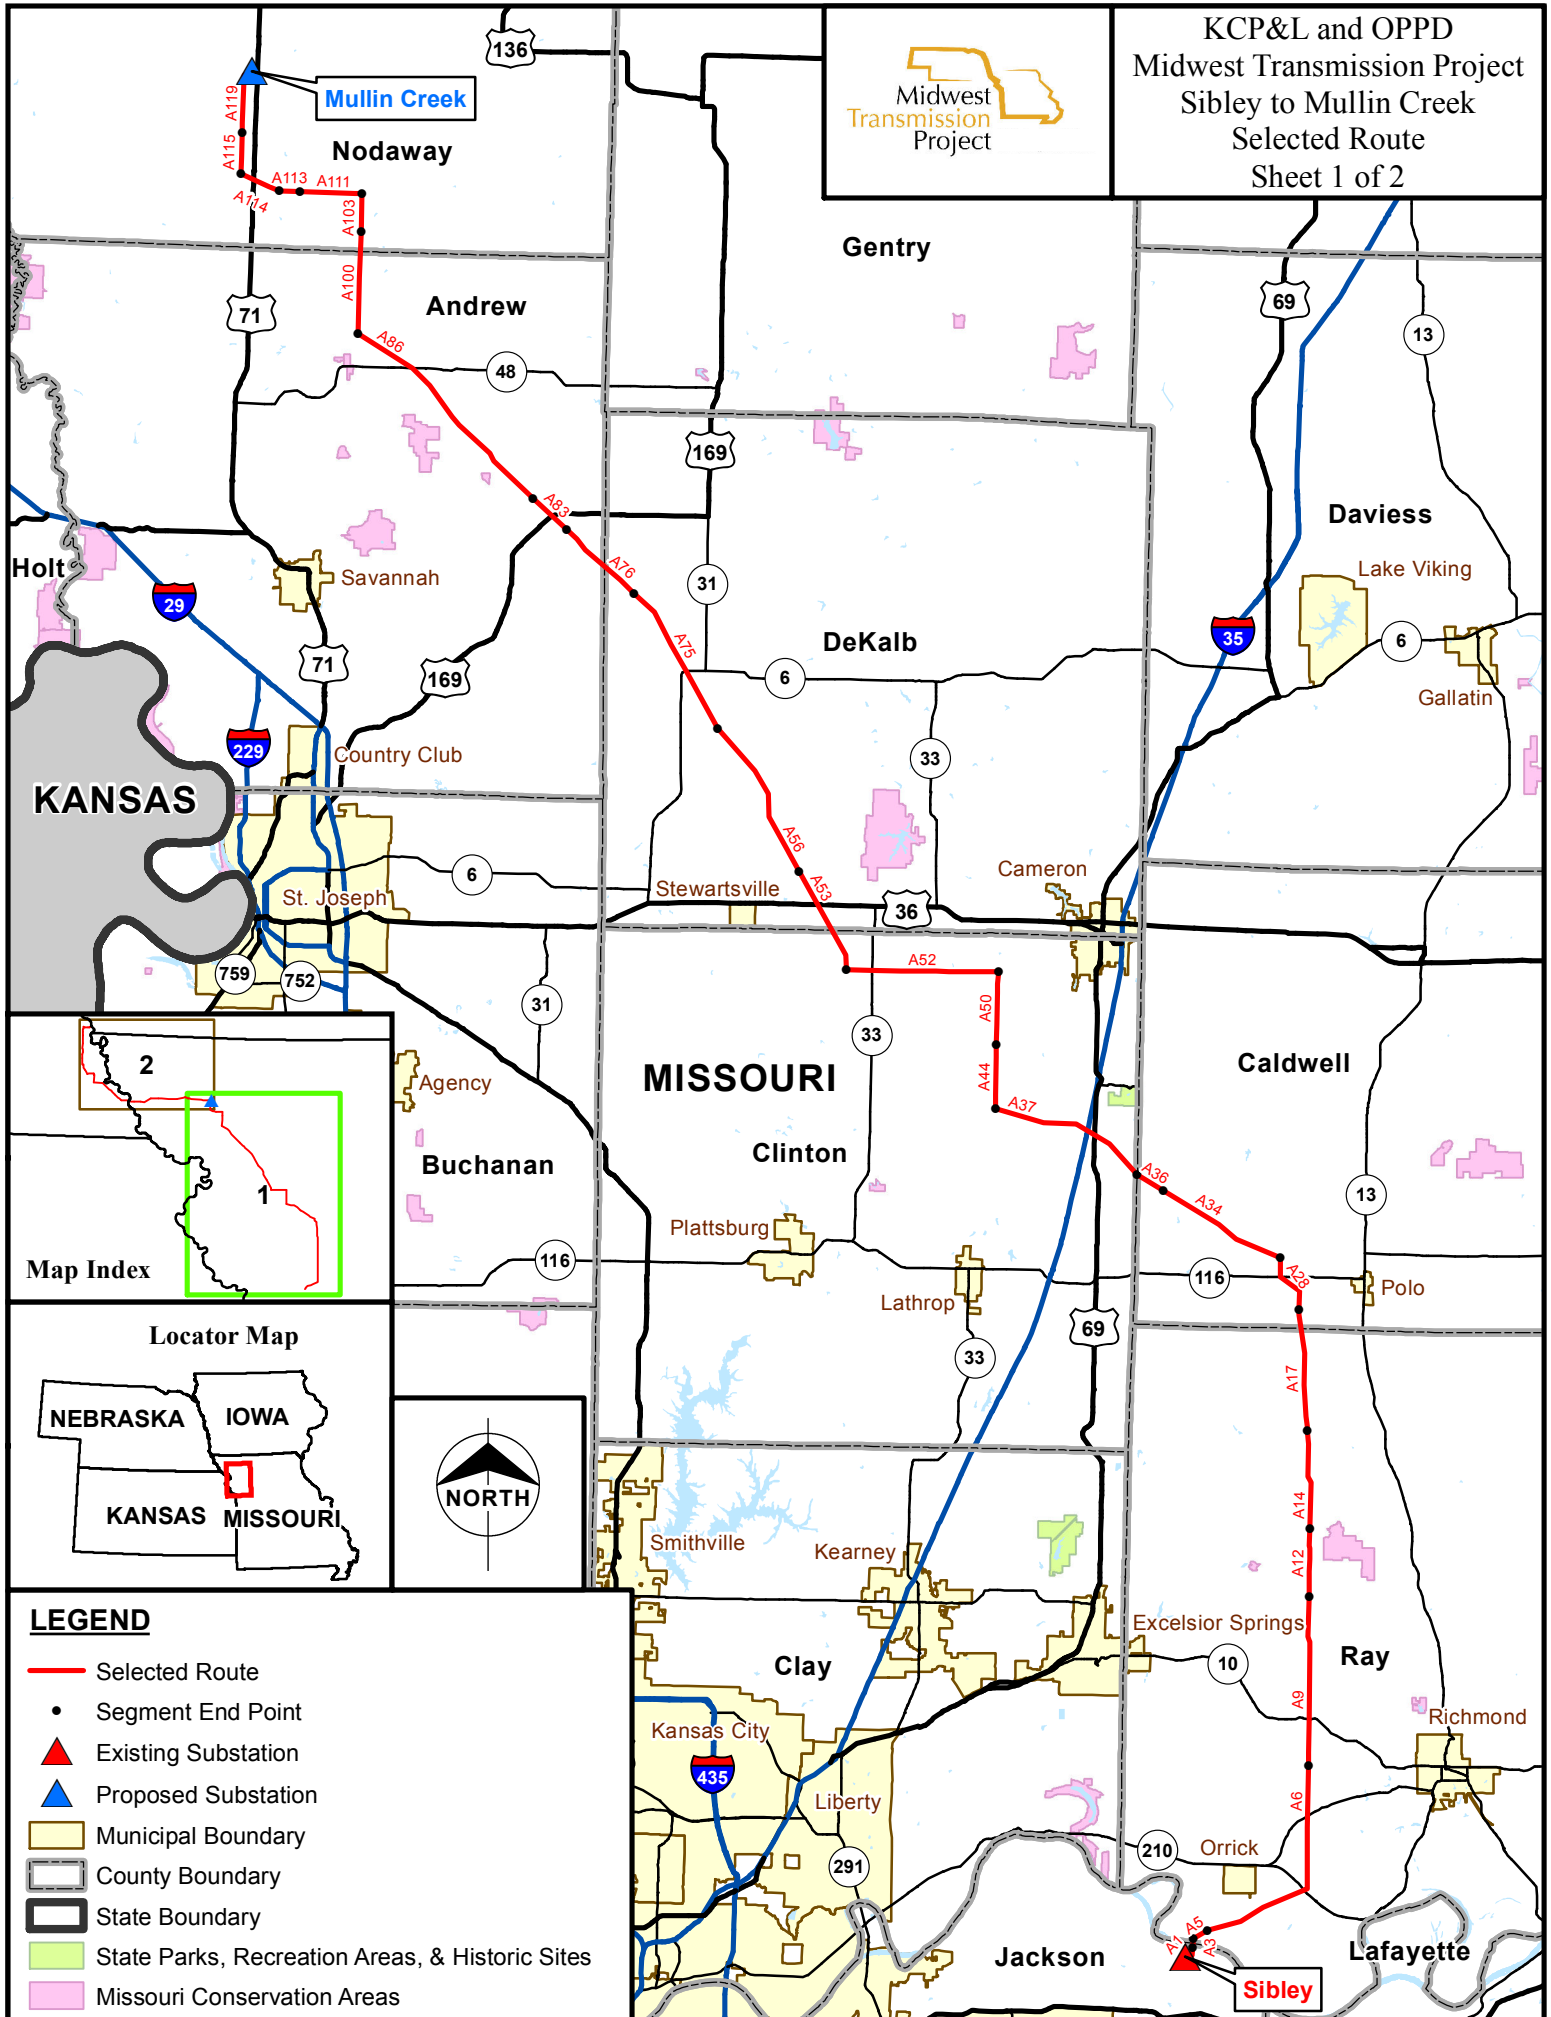 KCP&L and OPPD
Midwest Transmission Project
Sibley to Mullin Creek
Selected Route
Sheet 1 of 2
Midwest
Transmission
Project
136
Mullin Creek
A119
A115
Nodaway
A113
A111
A114
A103
Gentry
A100
Andrew
71
69
13
A86
48
169
A83
Daviess
Holt
Savannah
Lake Viking
29
A76
31
35
6
DeKalb
A75
71
169
6
Gallatin
229
Country Club
33
KANSAS
A56
6
Cameron
St. Joseph
Stewartsville
A53
36
759
752
A52
31
A50
33
MISSOURI
Caldwell
A44
Agency
A37
Clinton
Buchanan
A36
A34
13
Plattsburg
116
A28
116
Polo
Lathrop
69
33
A17
2
1
Map Index
Locator Map
NEBRASKA
IOWA
KANSAS
MISSOURI
NORTH
A14
Smithville
Kearney
A12
Excelsior Springs
Clay
10
Ray
A9
Kansas City
Richmond
435
Liberty
A6
291
210
Orrick
A5
A1
A3
Jackson
Lafayette
Sibley
LEGEND
Selected Route
Segment End Point
Existing Substation
Proposed Substation
Municipal Boundary
County Boundary
State Boundary
State Parks, Recreation Areas, & Historic Sites
Missouri Conservation Areas